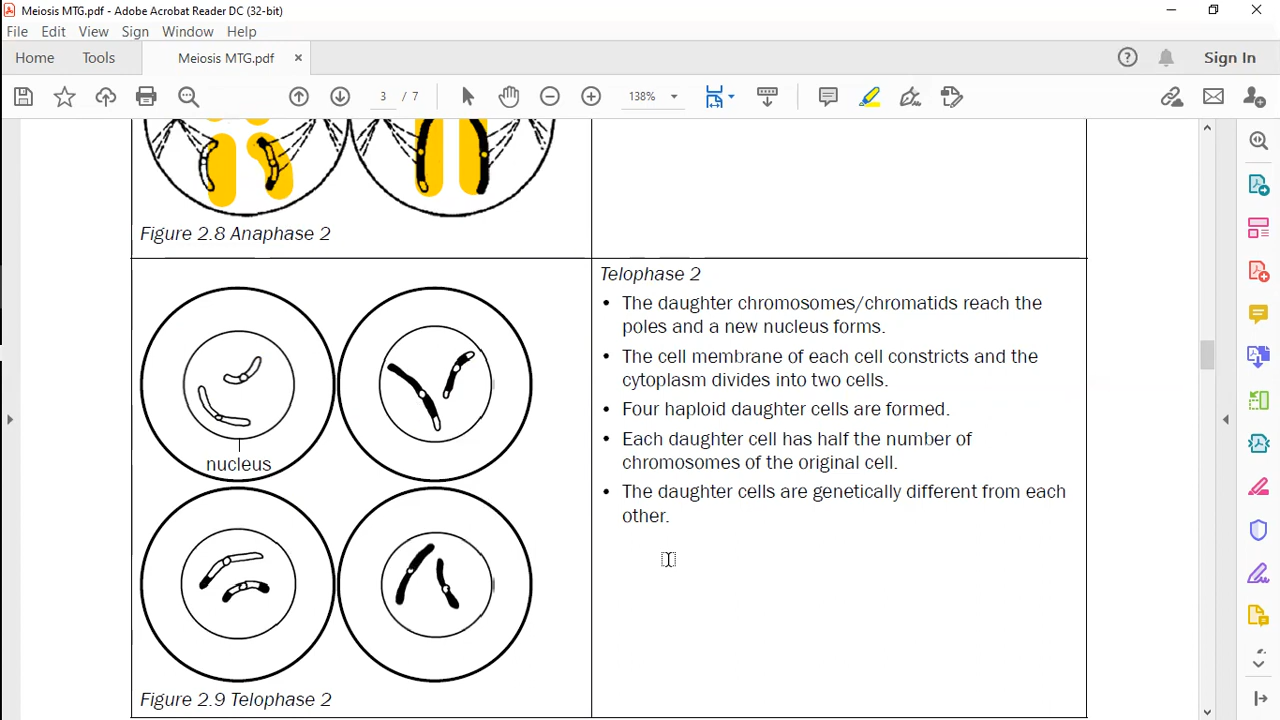 Meiosis MTG.pdf - Adobe Acrobat Reader DC (32-bit)
File Edit View Sign Window Help
Home Tools Meiosis MTG.pdf × Sign In
3 / 7 138%
Figure 2.8 Anaphase 2
Telophase 2
• The daughter chromosomes/chromatids reach the
poles and a new nucleus forms.
• The cell membrane of each cell constricts and the
cytoplasm divides into two cells.
• Four haploid daughter cells are formed.
• Each daughter cell has half the number of
chromosomes of the original cell.
• The daughter cells are genetically different from each
other.
nucleus
Figure 2.9 Telophase 2